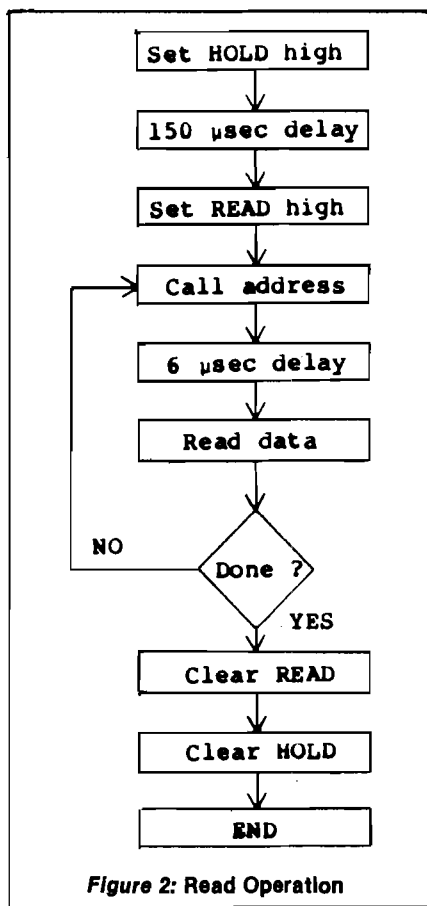 Set HOLD high
150 µsec delay
Set READ high
Call address
6 µsec delay
Read data
Done ?
NO
YES
Clear READ
Clear HOLD
END
Figure 2: Read Operation